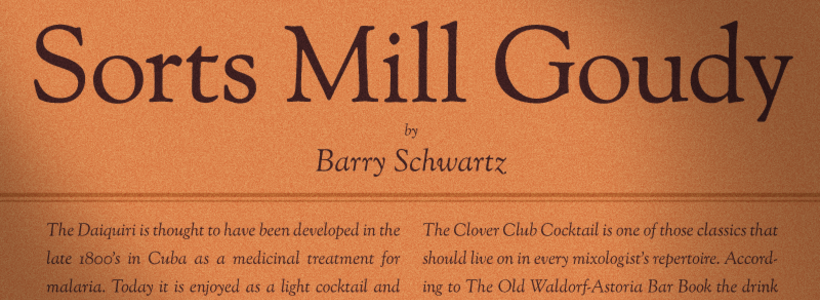 Sorts Mill Goudy
by
Barry Schwartz
The Daiquiri is thought to have been developed in the
late 1800's in Cuba as a medicinal treatment for
malaria. Today it is enjoyed as a light cocktail and
The Clover Club Cocktail is one of those classics that
should live on in every mixologist's repertoire. Accord-
ing to The Old Waldorf-Astoria Bar Book the drink